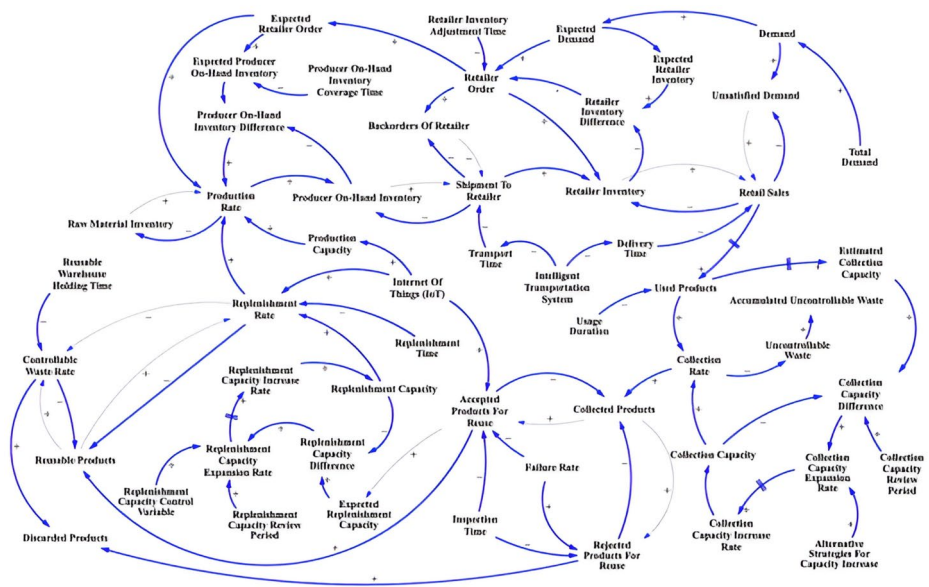 Expected
Retailer Order
Retailer Inventory
Adjustment Time
Expected
Demand
Demand
Expected Producer
On-Hand Inventory
Producer On-Hand
Inventory
Coverage Time
Retailer
Order
Expected
Retailer
Inventory
Unsatisfied Demand
Producer On-Hand
Inventory Difference
Backorders Of Retailer
Retailer
Inventory
Difference
Total
Demand
Production
Rate
Producer On-Hand Inventory
Shipment To
Retailer
Retailer Inventory
Retail Sales
Raw Material Inventory
Production
Capacity
Transport
Time
Intelligent
Transportation
System
Delivery
Time
Estimated
Collection
Capacity
Reusable
Warehouse
Holding Time
Internet Of
Things (IoT)
Used Products
Accumulated Uncontrollable Waste
Replenishment
Rate
Usage
Duration
Replenishment
Time
Uncontrollable
Waste
Controllable
Waste Rate
Replenishment
Capacity Increase
Rate
Replenishment Capacity
Collection
Rate
Collection
Capacity
Difference
Accepted
Products For
Reuse
Collected Products
Reusable Products
Replenishment
Capacity
Expansion Rate
Replenishment
Capacity
Difference
Failure Rate
Collection Capacity
Collection
Capacity
Expansion
Rate
Collection
Capacity
Review
Period
Replenishment
Capacity Control
Variable
Replenishment
Capacity Review
Period
Expected
Replenishment
Capacity
Inspection
Time
Collection
Capacity Increase
Rate
Discarded Products
Rejected
Products For
Reuse
Alternative
Strategies For
Capacity Increase